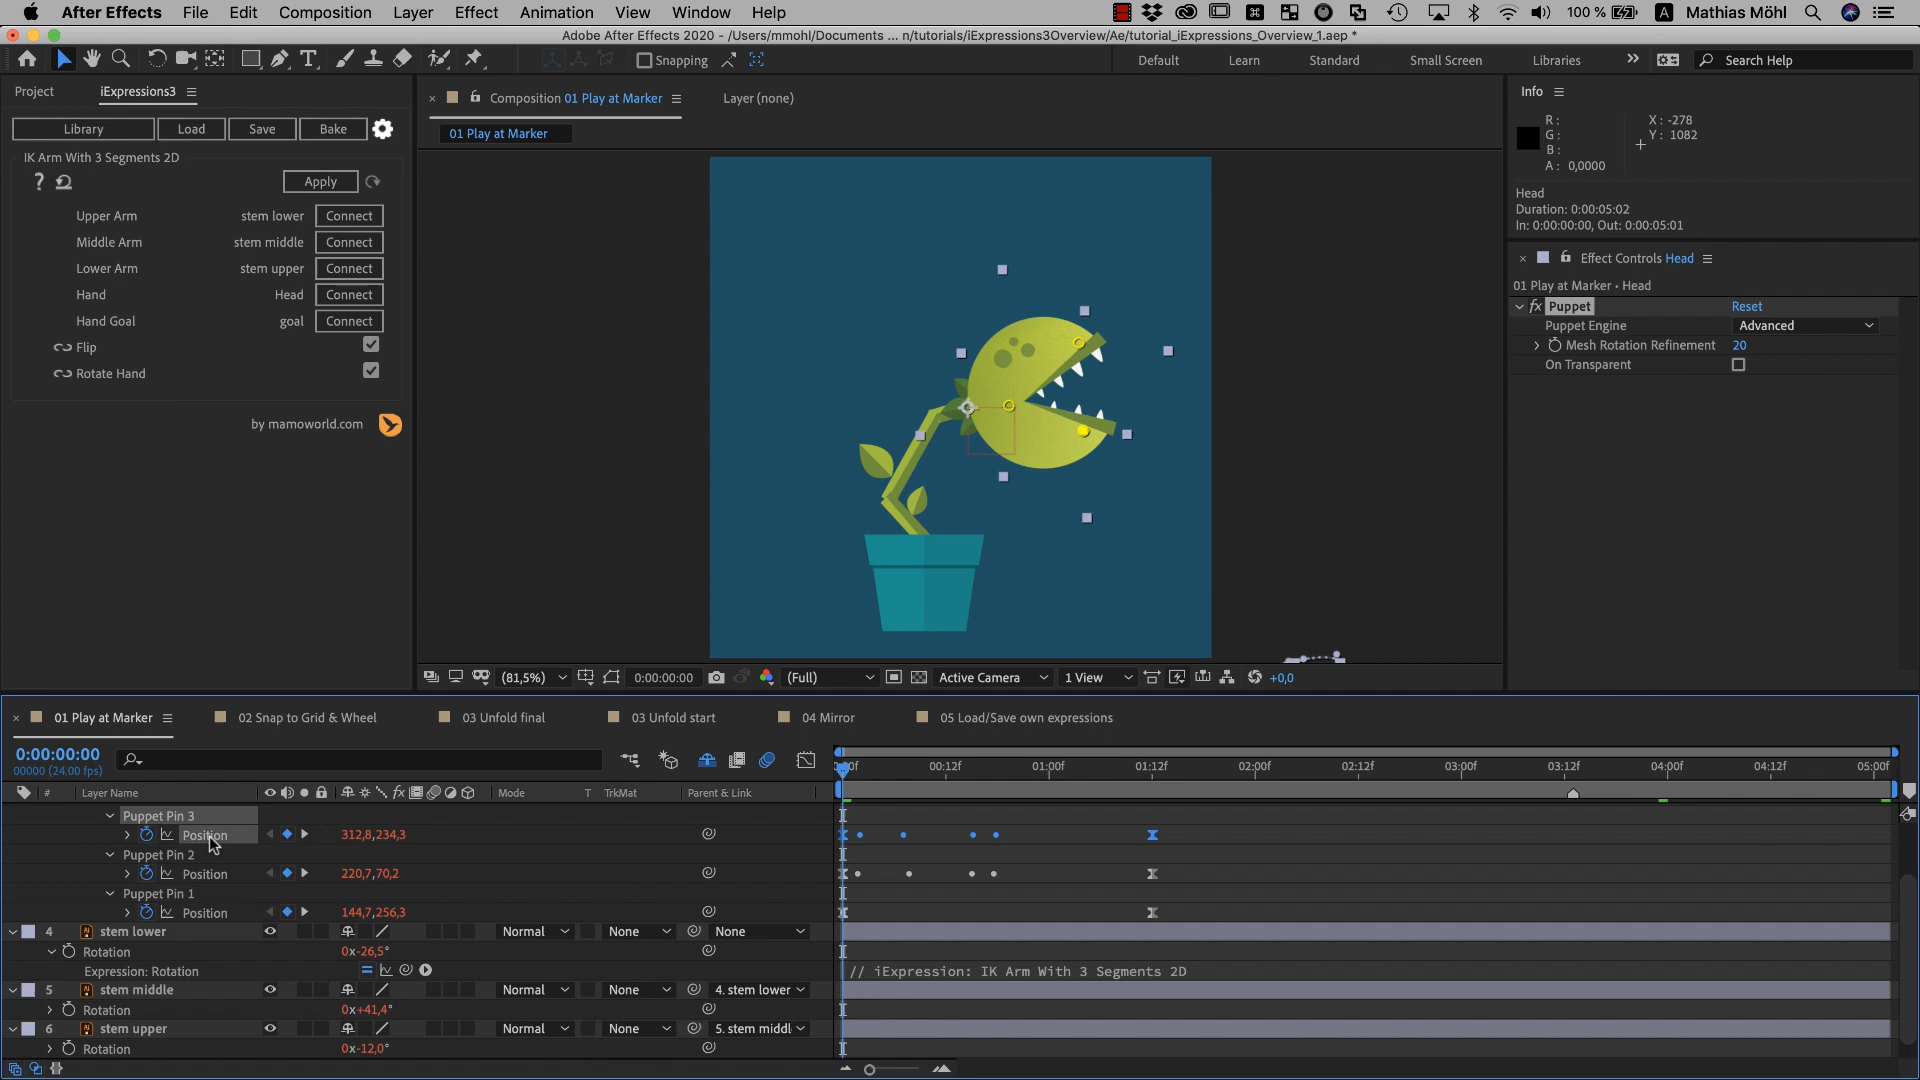 After Effects File Edit Composition Layer Effect Animation View Window Help 100 % A Mathias Möhl
Adobe After Effects 2020 - /Users/mmohl/Documents ... n/tutorials/iExpressions3Overview/Ae/tutorial_iExpressions_Overview_1.aep *
Snapping Default Learn Standard Small Screen Libraries Search Help
Project iExpressions3
Library Load Save Bake
IK Arm With 3 Segments 2D
? Apply
Upper Arm stem lower Connect
Middle Arm stem middle Connect
Lower Arm stem upper Connect
Hand Head Connect
Hand Goal goal Connect
Flip
Rotate Hand
by mamoworld.com
Composition 01 Play at Marker Layer (none)
01 Play at Marker
(81,5%) 0:00:00:00 (Full) Active Camera 1 View +0,0
Info
R: X: -278
G: Y: 1082
B:
A: 0,0000
Head
Duration: 0:00:05:02
In: 0:00:00:00, Out: 0:00:05:01
Effect Controls Head
01 Play at Marker • Head
fx Puppet Reset
Puppet Engine Advanced
Mesh Rotation Refinement 20
On Transparent
01 Play at Marker 02 Snap to Grid & Wheel 03 Unfold final 03 Unfold start 04 Mirror 05 Load/Save own expressions
0:00:00:00
00000 (24.00 fps)
00f 00:12f 01:00f 01:12f 02:00f 02:12f 03:00f 03:12f 04:00f 04:12f 05:00f
# Layer Name fx Mode T TrkMat Parent & Link
Puppet Pin 3
Position 312,8,234,3
Puppet Pin 2
Position 220,7,70,2
Puppet Pin 1
Position 144,7,256,3
4 Ai stem lower Normal None None
Rotation 0x-26,5°
Expression: Rotation // iExpression: IK Arm With 3 Segments 2D
5 Ai stem middle Normal None 4. stem lower
Rotation 0x+41,4°
6 Ai stem upper Normal None 5. stem middl
Rotation 0x-12,0°